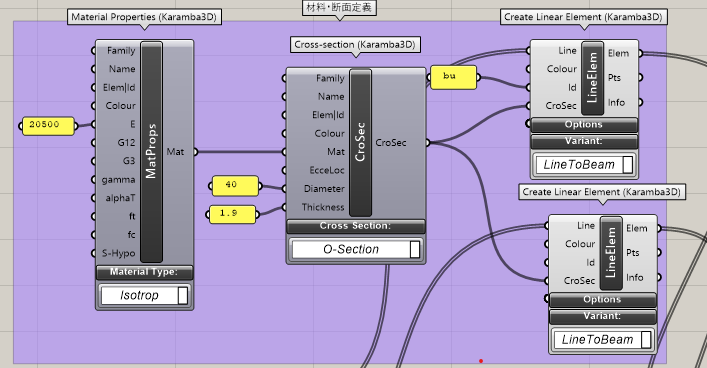 材料・断面定義
Material Properties (Karamba3D)
Family
Name
Elem|Id
Colour
E
G12
G3
gamma
alphaT
ft
fc
S-Hypo
MatProps
Mat
Material Type:
Isotrop
20500
Cross-section (Karamba3D)
Family
Name
Elem|Id
Colour
Mat
EcceLoc
Diameter
Thickness
CroSec
CroSec
Cross Section:
O-Section
40
1.9
bu
Create Linear Element (Karamba3D)
Line
Colour
Id
CroSec
LineElem
Elem
Pts
Info
Options
Variant:
LineToBeam
Create Linear Element (Karamba3D)
Line
Colour
Id
CroSec
LineElem
Elem
Pts
Info
Options
Variant:
LineToBeam